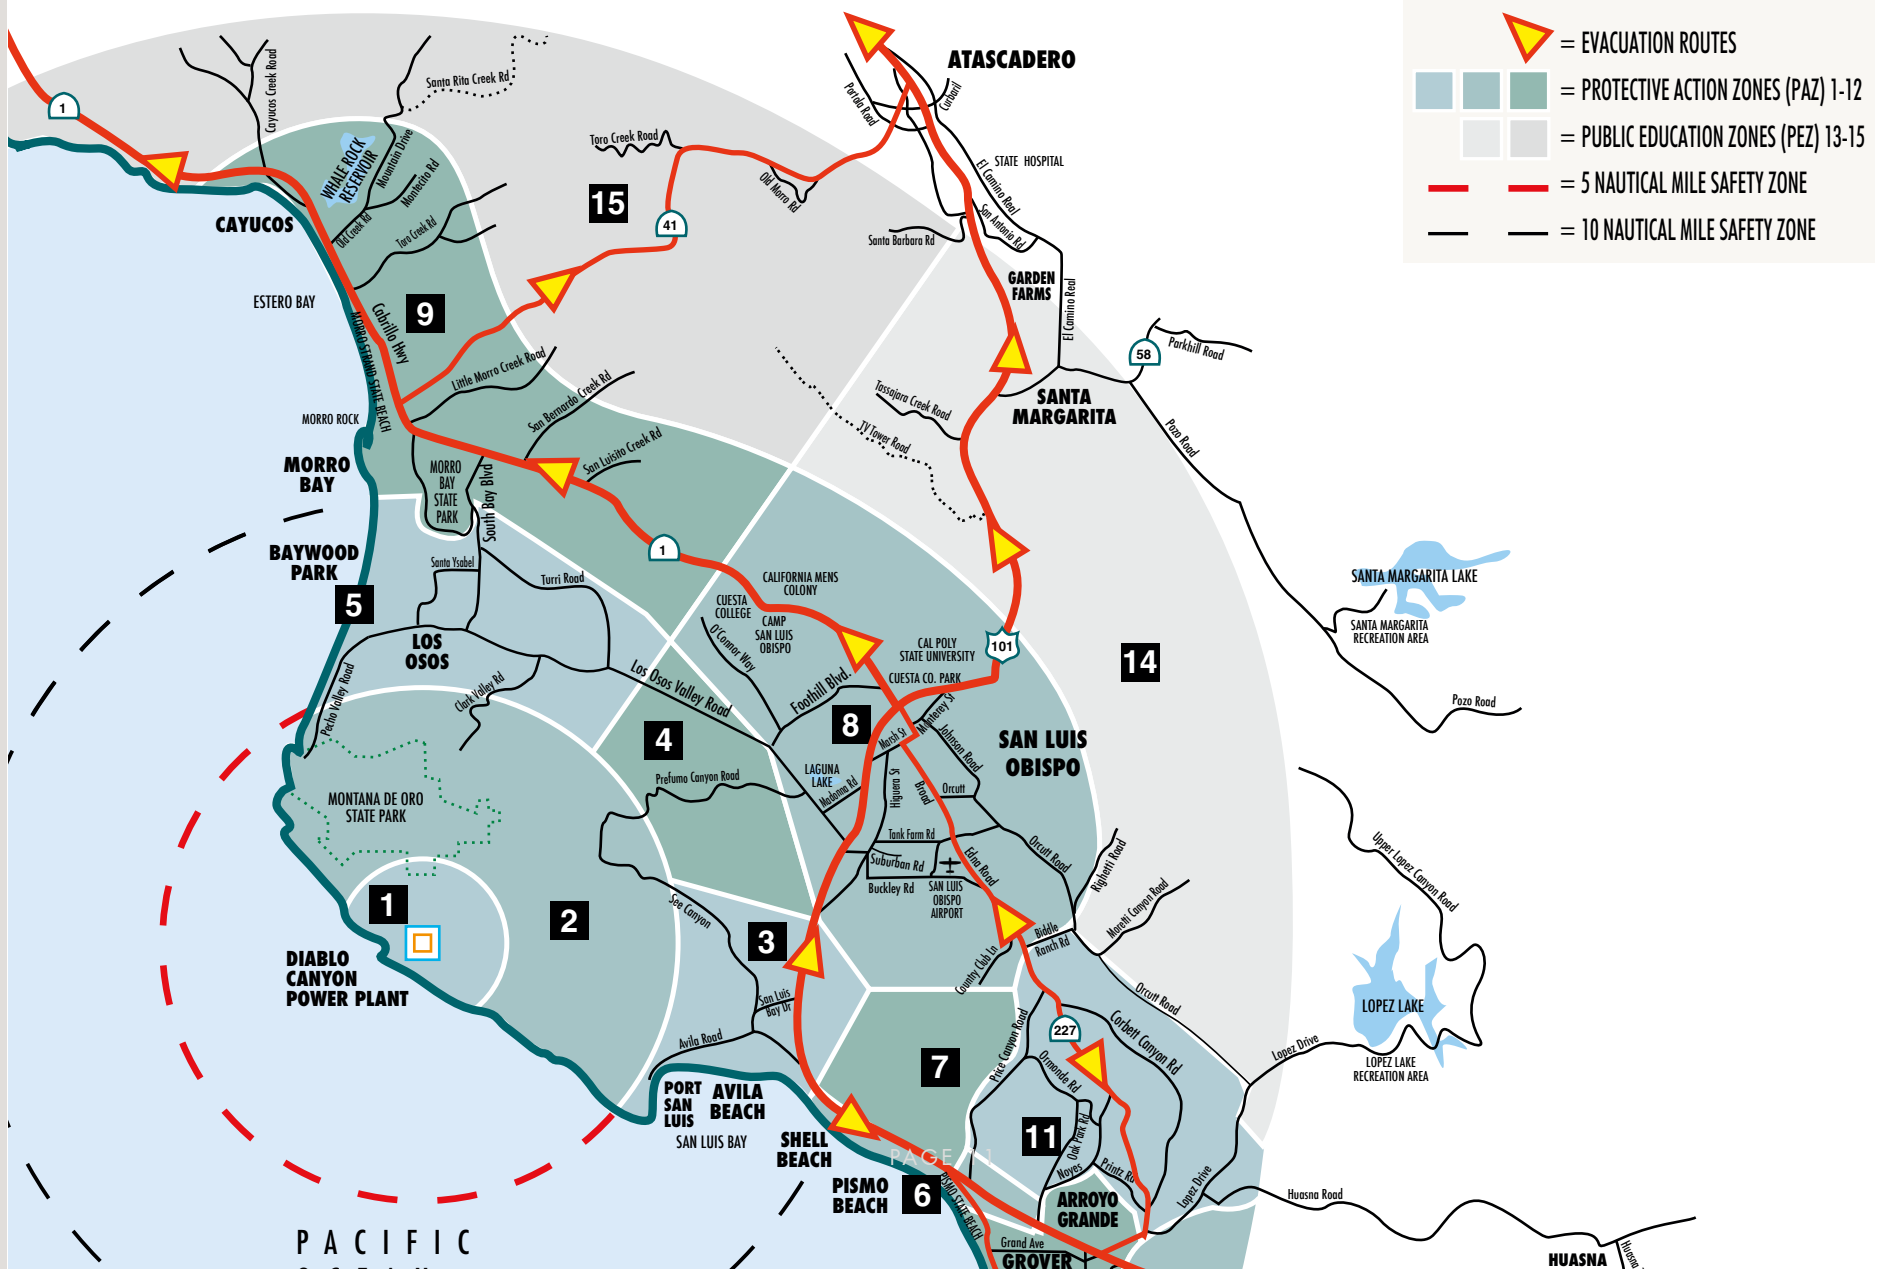 = EVACUATION ROUTES
= PROTECTIVE ACTION ZONES (PAZ) 1-12
= PUBLIC EDUCATION ZONES (PEZ) 13-15
= 5 NAUTICAL MILE SAFETY ZONE
= 10 NAUTICAL MILE SAFETY ZONE
ATASCADERO
Portola Road
Curbaril
Santa Rita Creek Rd
Cayucos Creek Road
1
Toro Creek Road
WHALE ROCK
RESERVOIR
Mountain Drive
Montecito Rd
Old Creek Rd
Toro Creek Rd
Old Morro Rd
STATE HOSPITAL
El Camino Real
San Antonio Rd
Santa Barbara Rd
15
41
CAYUCOS
GARDEN
FARMS
El Camino Real
ESTERO BAY
9
Cabrillo Hwy
MORRO STRAND STATE BEACH
Little Morro Creek Road
58
Parkhill Road
San Bernardo Creek Rd
San Luisito Creek Rd
Tassajara Creek Road
TV Tower Road
SANTA
MARGARITA
Pozo Road
MORRO ROCK
MORRO
BAY
MORRO
BAY
STATE
PARK
South Bay Blvd
BAYWOOD
PARK
Santa Ysabel
Turri Road
1
CALIFORNIA MENS
COLONY
CUESTA
COLLEGE
CAMP
SAN LUIS
OBISPO
O'Connor Way
SANTA MARGARITA LAKE
SANTA MARGARITA
RECREATION AREA
5
LOS
OSOS
CAL POLY
STATE UNIVERSITY
CUESTA CO. PARK
101
14
Pecho Valley Road
Clark Valley Rd
Los Osos Valley Road
Foothill Blvd.
Pozo Road
4
8
Marsh St
Monterey St
Johnson Road
SAN LUIS
OBISPO
LAGUNA
LAKE
Madonna Rd
Higuera St
Broad
Orcutt
Prefumo Canyon Road
MONTANA DE ORO
STATE PARK
Tank Farm Rd
Suburban Rd
Buckley Rd
Edna Road
Orcutt Road
SAN LUIS
OBISPO
AIRPORT
Righetti Road
Moretti Canyon Road
Upper Lopez Canyon Road
1
2
3
See Canyon
Biddle
Ranch Rd
Country Club Ln
DIABLO
CANYON
POWER PLANT
San Luis
Bay Dr
Orcutt Road
LOPEZ LAKE
LOPEZ LAKE
RECREATION AREA
Lopez Drive
Avila Road
7
Price Canyon Road
227
Corbett Canyon Rd
Ormonde Rd
PORT
SAN
LUIS
AVILA
BEACH
SAN LUIS BAY
SHELL
BEACH
11
Oak Park Rd
Noyes
Printz Rd
PAGE 11
PISMO
BEACH
6
PISMO STATE BEACH
ARROYO
GRANDE
Lopez Drive
Huasna Road
Grand Ave
GROVER
HUASNA
Huasna
PACIFIC